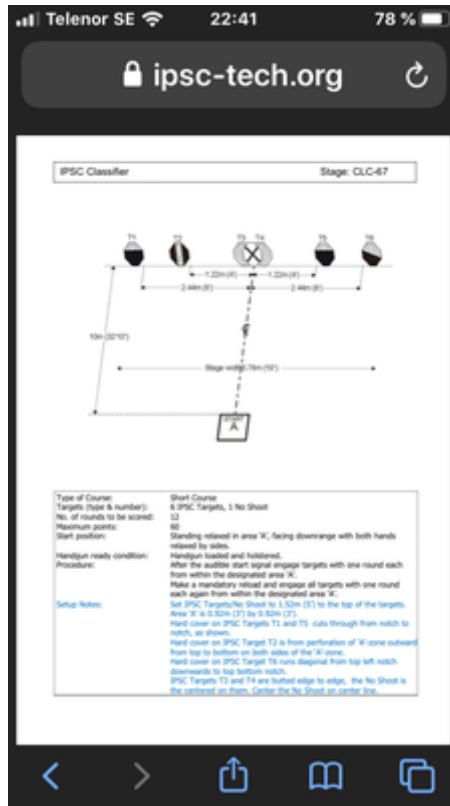 Telenor SE 22:41 78 %
ipsc-tech.org
IPSC Classifier Stage: CLC-67
T1 T2 T3 T4 T5 T6
1.22m (4') 1.22m (4')
2.44m (8') 2.44m (8')
10m (32'10")
START
A
Type of Course: Short Course
Targets (type & number): 6 IPSC Targets, 1 No Shoot
No. of rounds to be scored: 12
Maximum points: 60
Start position: Standing relaxed in area 'A', facing downrange with both hands
relaxed by sides.
Handgun ready condition: Handgun loaded and holstered.
Procedure: After the audible start signal engage targets with one round each
from within the designated area 'A'.
Make a mandatory reload and engage all targets with one round
each again from within the designated area 'A'.
Setup Notes: Set IPSC Targets/No Shoot to 1.52m (5') to the top of the targets.
Area 'A' is 0.92m (3') by 0.92m (3').
Hard cover on IPSC Targets T1 and T5 -cuts through from notch to
notch, as shown.
Hard cover on IPSC Target T2 is from perforation of 'A'-zone outward
from top to bottom on both sides of the 'A'-zone.
Hard cover on IPSC Target T6 runs diagonal from top left notch
downwards to top bottom notch.
IPSC Targets T3 and T4 are butted edge to edge, the No Shoot is
the centered on them. Center the No Shoot on center line.